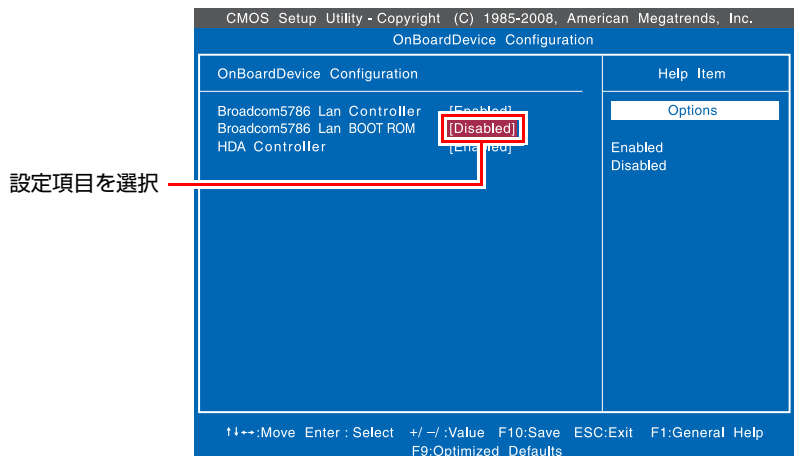 CMOS Setup Utility - Copyright (C) 1985-2008, American Megatrends, Inc.
OnBoardDevice Configuration
OnBoardDevice Configuration
Broadcom5786 Lan Controller [Enabled]
Broadcom5786 Lan BOOT ROM [Disabled]
HDA Controller [Enabled]
Help Item
Options
Enabled
Disabled
設定項目を選択
↑↓↔:Move Enter : Select +/ –/ :Value F10:Save ESC:Exit F1:General Help
F9:Optimized Defaults